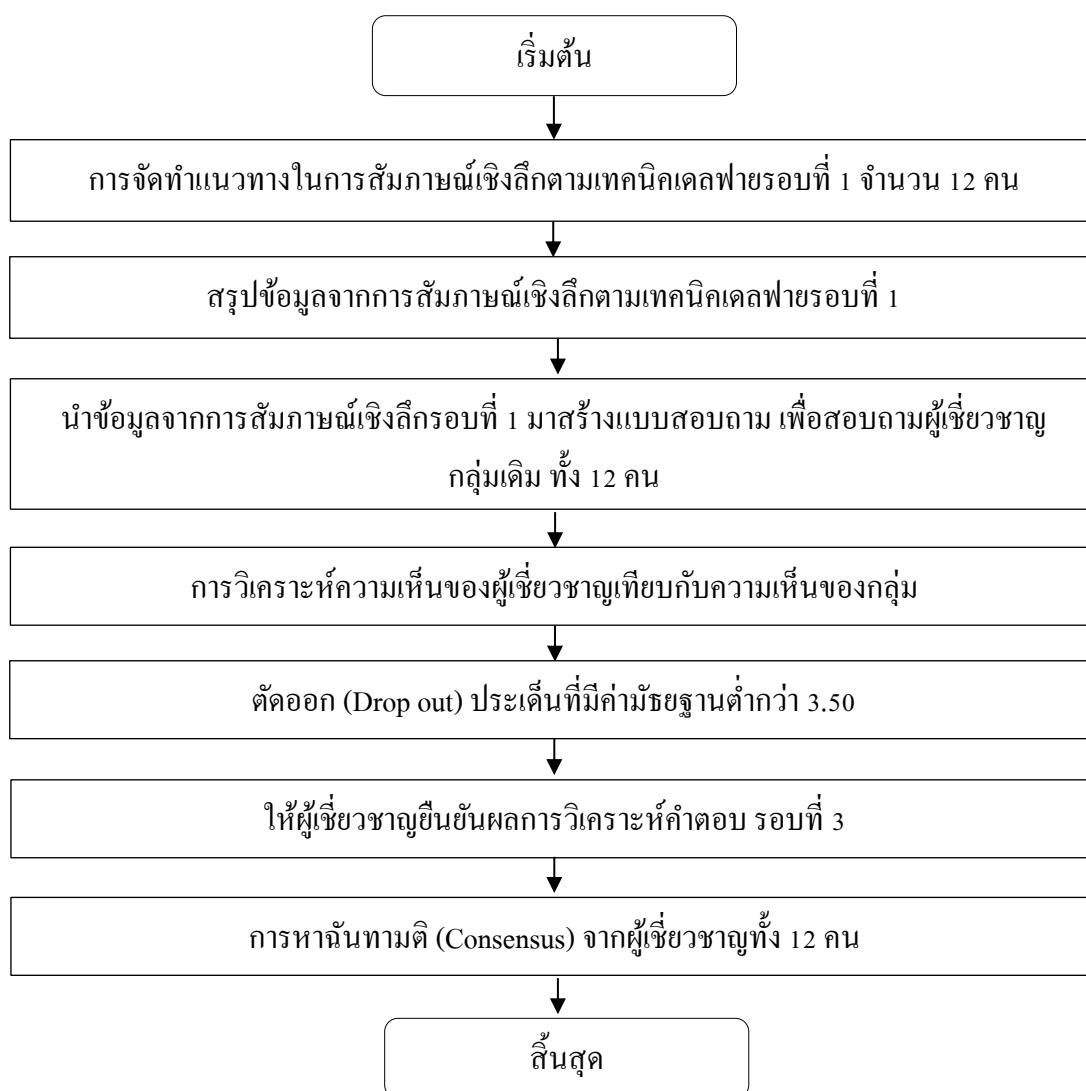 เริ่มต้น
การจัดทำแนวทางในการสัมภาษณ์เชิงลึกตามเทคนิคเดลฟายรอบที่ 1 จำนวน 12 คน
สรุปข้อมูลจากการสัมภาษณ์เชิงลึกตามเทคนิคเดลฟายรอบที่ 1
นำข้อมูลจากการสัมภาษณ์เชิงลึกรอบที่ 1 มาสร้างแบบสอบถาม เพื่อสอบถามผู้เชี่ยวชาญ
กลุ่มเดิม ทั้ง 12 คน
การวิเคราะห์ความเห็นของผู้เชี่ยวชาญเทียบกับความเห็นของกลุ่ม
ตัดออก (Drop out) ประเด็นที่มีค่ามัธยฐานต่ำกว่า 3.50
ให้ผู้เชี่ยวชาญยืนยันผลการวิเคราะห์คำตอบ รอบที่ 3
การหาฉันทามติ (Consensus) จากผู้เชี่ยวชาญทั้ง 12 คน
สิ้นสุด